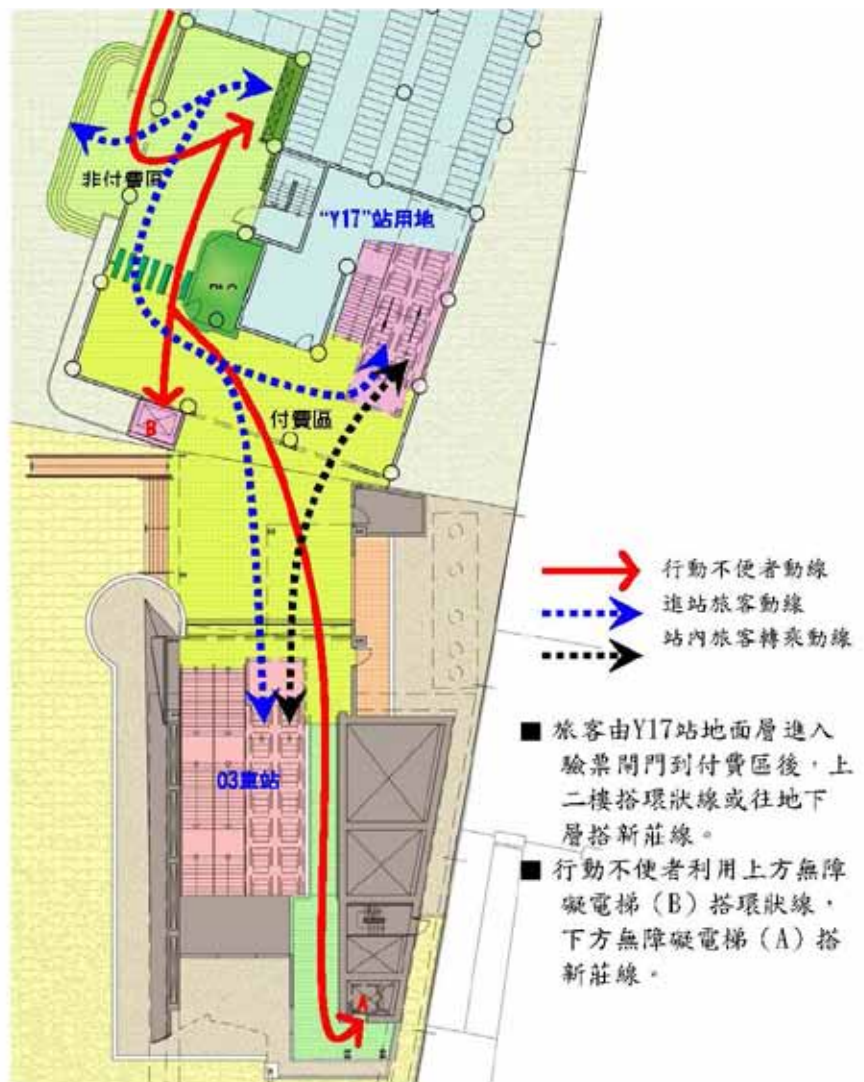 非付費區
"Y17"站用地
B
付費區
行動不便者動線
進站旅客動線
站內旅客轉乘動線
■ 旅客由Y17站地面層進入
驗票閘門到付費區後，上
二樓搭環狀線或往地下
層搭新莊線。
O3車站
■ 行動不便者利用上方無障
礙電梯（B）搭環狀線，
下方無障礙電梯（A）搭
新莊線。
A